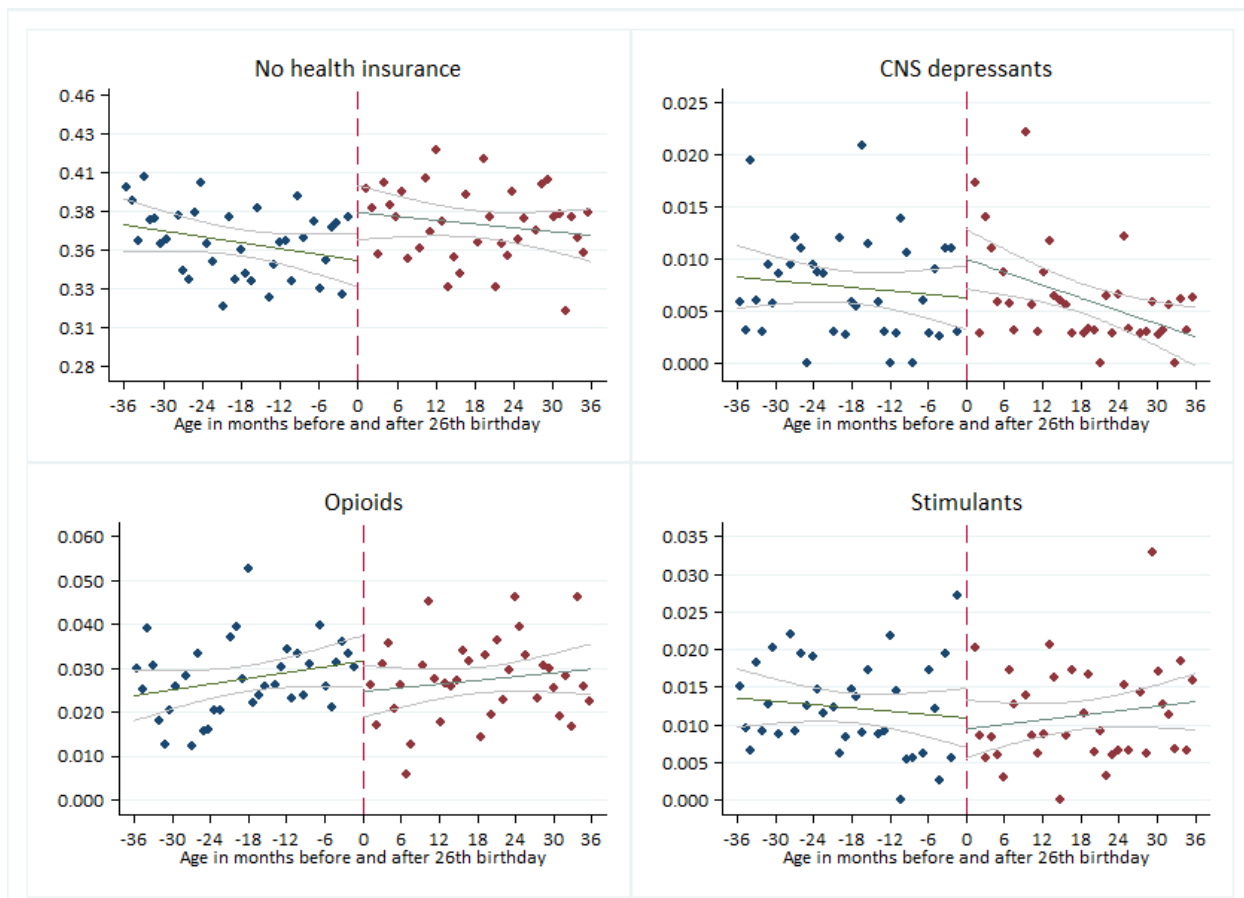 No health insurance
0.46
0.43
0.41
0.38
0.36
0.33
0.31
0.28
-36 -30 -24 -18 -12 -6 0 6 12 18 24 30 36
Age in months before and after 26th birthday
CNS depressants
0.025
0.020
0.015
0.010
0.005
0.000
-36 -30 -24 -18 -12 -6 0 6 12 18 24 30 36
Age in months before and after 26th birthday
Opioids
0.060
0.050
0.040
0.030
0.020
0.010
0.000
-36 -30 -24 -18 -12 -6 0 6 12 18 24 30 36
Age in months before and after 26th birthday
Stimulants
0.035
0.030
0.025
0.020
0.015
0.010
0.005
0.000
-36 -30 -24 -18 -12 -6 0 6 12 18 24 30 36
Age in months before and after 26th birthday